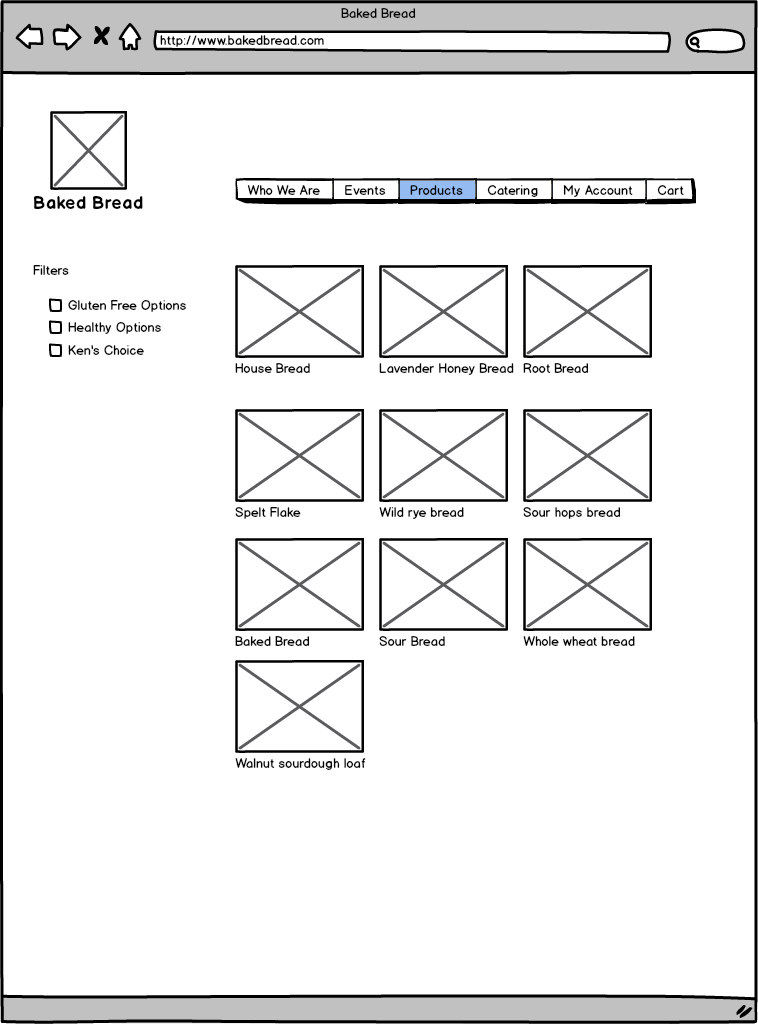 Baked Bread
http://www.bakedbread.com
Baked Bread
Who We Are Events Products Catering My Account Cart
Filters
Gluten Free Options
Healthy Options
Ken's Choice
House Bread Lavender Honey Bread Root Bread
Spelt Flake Wild rye bread Sour hops bread
Baked Bread Sour Bread Whole wheat bread
Walnut sourdough loaf